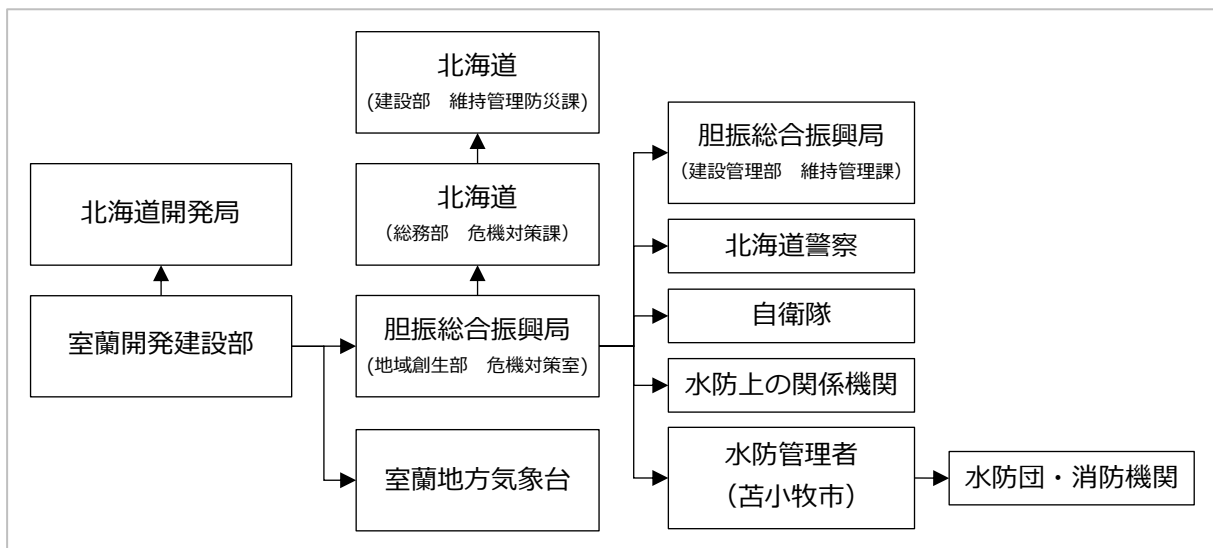 北海道
(建設部　維持管理防災課)
胆振総合振興局
（建設管理部　維持管理課）
北海道開発局
北海道
（総務部　危機対策課）
北海道警察
室蘭開発建設部
胆振総合振興局
(地域創生部　危機対策室)
自衛隊
水防上の関係機関
室蘭地方気象台
水防管理者
（苫小牧市）
水防団・消防機関